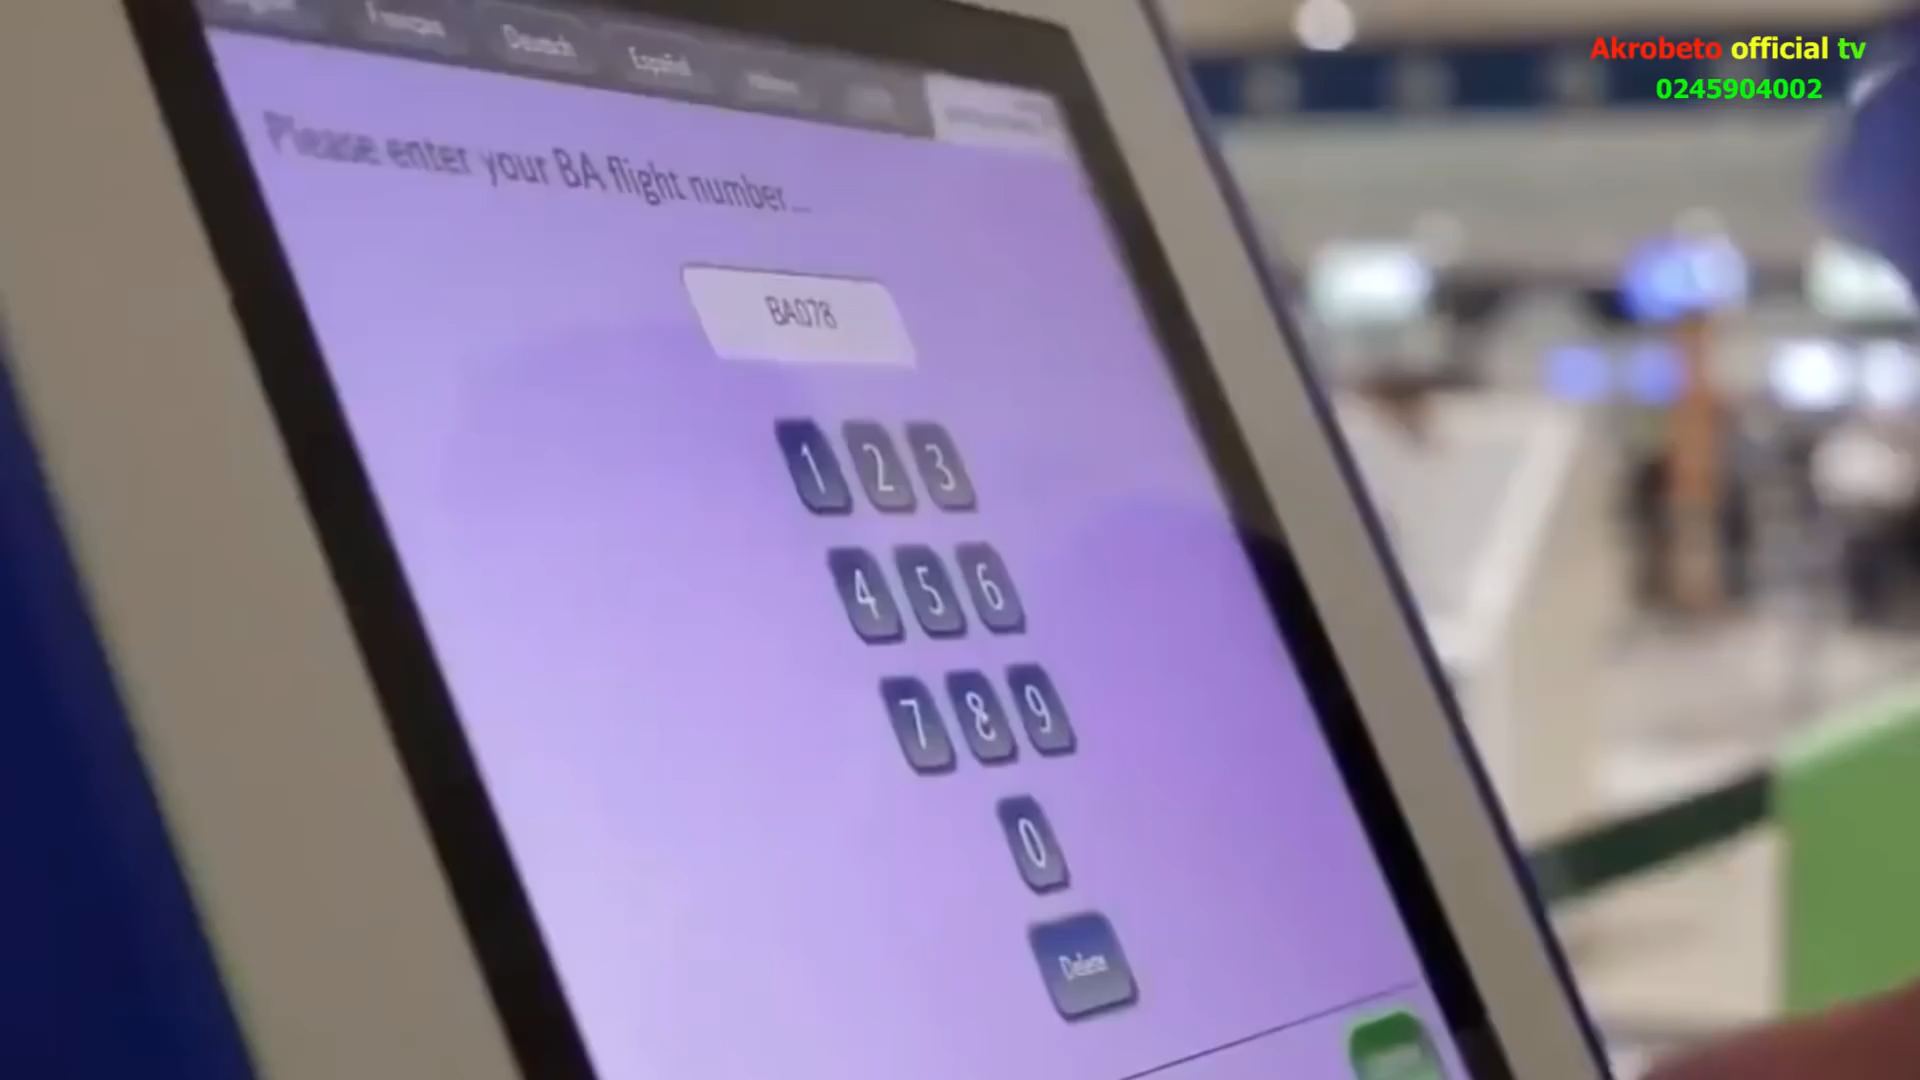 Akrobeto official tv
0245904002
Français
Deutsch
Español
Please enter your BA flight number...
BA078
1 2 3
4 5 6
7 8 9
0
Delete